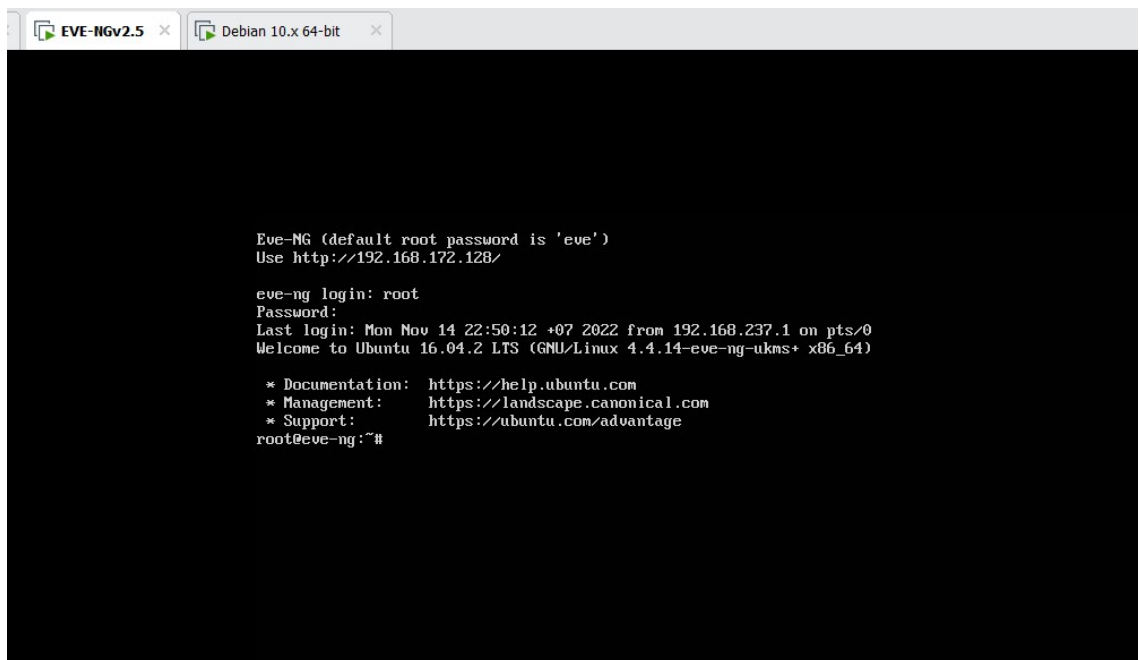 EVE-NGv2.5
Debian 10.x 64-bit
Eve-NG (default root password is 'eve')
Use http://192.168.172.128/
eve-ng login: root
Password:
Last login: Mon Nov 14 22:50:12 +07 2022 from 192.168.237.1 on pts/0
Welcome to Ubuntu 16.04.2 LTS (GNU/Linux 4.4.14-eve-ng-ukms+ x86_64)
* Documentation: https://help.ubuntu.com
* Management: https://landscape.canonical.com
* Support: https://ubuntu.com/advantage
root@eve-ng:~#